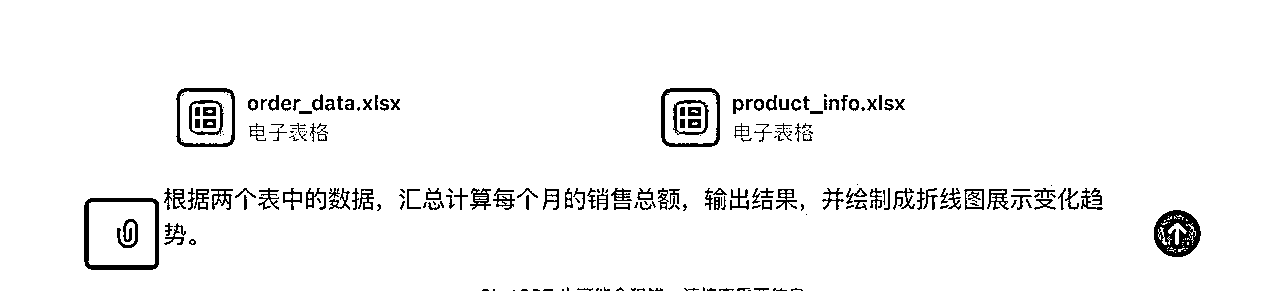 order_data.xlsx
电子表格
product_info.xlsx
电子表格
根据两个表中的数据，汇总计算每个月的销售总额，输出结果，并绘制成折线图展示变化趋
势。